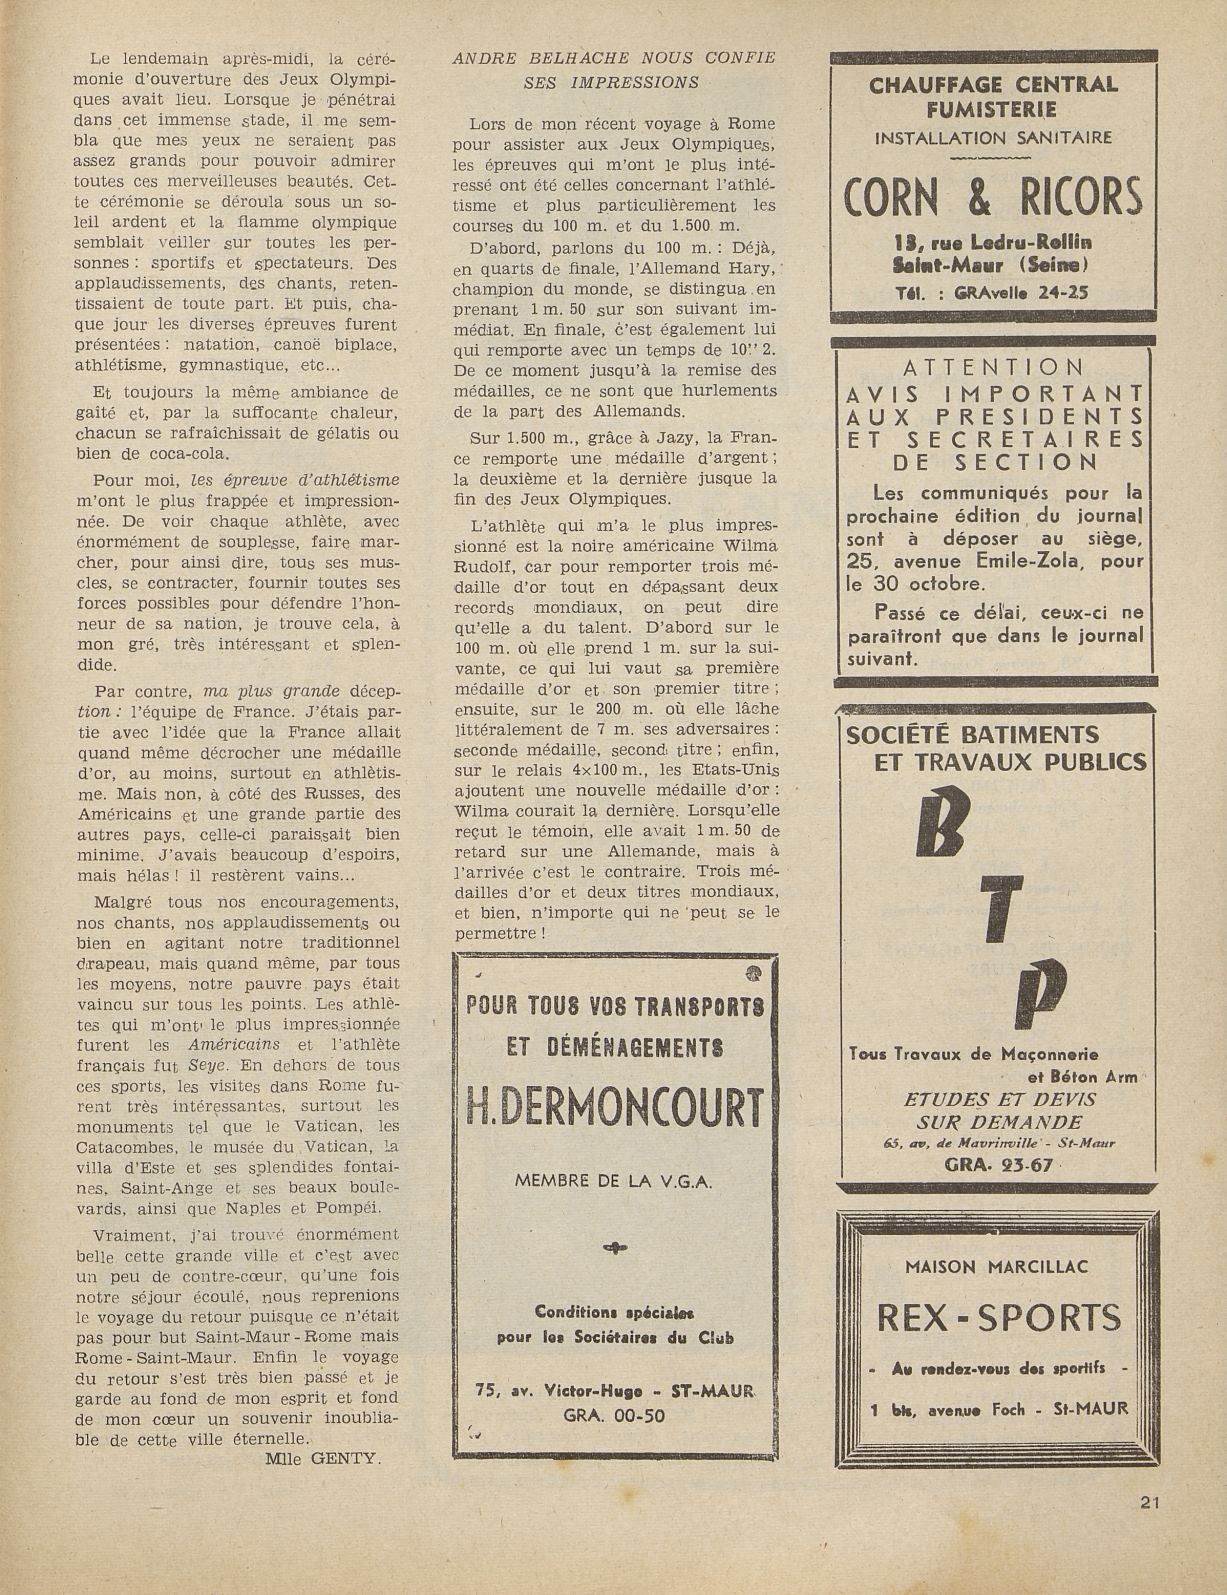 Le lendemain après-midi, la céré-
monie d'ouverture des Jeux Olympi-
ques avait lieu. Lorsque je pénétrai
dans cet immense stade, il me sem-
bla que mes yeux ne seraient pas
assez grands pour pouvoir admirer
toutes ces merveilleuses beautés. Cet-
te cérémonie se déroula sous un so-
leil ardent et la flamme olympique
semblait veiller sur toutes les per-
sonnes : sportifs et spectateurs. Des
applaudissements, des chants, reten-
tissaient de toute part. Et puis, cha-
que jour les diverses épreuves furent
présentées : natation, canoë biplace,
athlétisme, gymnastique, etc...
Et toujours la même ambiance de
gaîté et, par la suffocante chaleur,
chacun se rafraîchissait de gélatis ou
bien de coca-cola.
Pour moi, les épreuve d'athlétisme
m'ont le plus frappée et impression-
née. De voir chaque athlète, avec
énormément de souplesse, faire mar-
cher, pour ainsi dire, tous ses mus-
cles, se contracter, fournir toutes ses
forces possibles pour défendre l'hon-
neur de sa nation, je trouve cela, à
mon gré, très intéressant et splen-
dide.
Par contre, ma plus grande décep-
tion : l'équipe de France. J'étais par-
tie avec l'idée que la France allait
quand même décrocher une médaille
d'or, au moins, surtout en athlètis-
me. Mais non, à côté des Russes, des
Américains et une grande partie des
autres pays, celle-ci paraissait bien
minime. J'avais beaucoup d'espoirs,
mais hélas ! il restèrent vains...
Malgré tous nos encouragements,
nos chants, nos applaudissements ou
bien en agitant notre traditionnel
drapeau, mais quand même, par tous
les moyens, notre pauvre pays était
vaincu sur tous les points. Les athlè-
tes qui m'ont le plus impressionnée
furent les Américains et l'athlète
français fut Seye. En dehors de tous
ces sports, les visites dans Rome fu-
rent très intéressantes, surtout les
monuments tel que le Vatican, les
Catacombes, le musée du Vatican, la
villa d'Este et ses splendides fontai-
nes, Saint-Ange et ses beaux boule-
vards, ainsi que Naples et Pompéi.
Vraiment, j'ai trouvé énormément
belle cette grande ville et c'est avec
un peu de contre-cœur, qu'une fois
notre séjour écoulé, nous reprenions
le voyage du retour puisque ce n'était
pas pour but Saint-Maur - Rome mais
Rome - Saint-Maur. Enfin le voyage
du retour s'est très bien passé et je
garde au fond de mon esprit et fond
de mon cœur un souvenir inoublia-
ble de cette ville éternelle.
Mlle GENTY.
ANDRE BELHACHE NOUS CONFIE
SES IMPRESSIONS
Lors de mon récent voyage à Rome
pour assister aux Jeux Olympiques,
les épreuves qui m'ont le plus inté-
ressé ont été celles concernant l'athlé-
tisme et plus particulièrement les
courses du 100 m. et du 1.500 m.
D'abord, parlons du 100 m. : Déjà,
en quarts de finale, l'Allemand Hary,
champion du monde, se distingua en
prenant 1 m. 50 sur son suivant im-
médiat. En finale, c'est également lui
qui remporte avec un temps de 10'' 2.
De ce moment jusqu'à la remise des
médailles, ce ne sont que hurlements
de la part des Allemands.
Sur 1.500 m., grâce à Jazy, la Fran-
ce remporte une médaille d'argent ;
la deuxième et la dernière jusque la
fin des Jeux Olympiques.
L'athlète qui m'a le plus impres-
sionné est la noire américaine Wilma
Rudolf, car pour remporter trois mé-
daille d'or tout en dépassant deux
records mondiaux, on peut dire
qu'elle a du talent. D'abord sur le
100 m. où elle prend 1 m. sur la sui-
vante, ce qui lui vaut sa première
médaille d'or et son premier titre ;
ensuite, sur le 200 m. où elle lâche
littéralement de 7 m. ses adversaires :
seconde médaille, second titre ; enfin,
sur le relais 4×100 m., les Etats-Unis
ajoutent une nouvelle médaille d'or :
Wilma courait la dernière. Lorsqu'elle
reçut le témoin, elle avait 1 m. 50 de
retard sur une Allemande, mais à
l'arrivée c'est le contraire. Trois mé-
dailles d'or et deux titres mondiaux,
et bien, n'importe qui ne peut se le
permettre !
POUR TOUS VOS TRANSPORTS
ET DÉMÉNAGEMENTS
H. DERMONCOURT
MEMBRE DE LA V.G.A.
Conditions spéciales
pour les Sociétaires du Club
75, av. Victor-Hugo - ST-MAUR
GRA. 00-50
CHAUFFAGE CENTRAL
FUMISTERIE
INSTALLATION SANITAIRE
CORN & RICORS
13, rue Ledru-Rollin
Saint-Maur (Seine)
Tél. : GRAvelle 24-25
ATTENTION
AVIS IMPORTANT
AUX PRESIDENTS
ET SECRETAIRES
DE SECTION
Les communiqués pour la
prochaine édition du journal
sont à déposer au siège,
25, avenue Emile-Zola, pour
le 30 octobre.
Passé ce délai, ceux-ci ne
paraîtront que dans le journal
suivant.
SOCIÉTÉ BATIMENTS
ET TRAVAUX PUBLICS
B
T
P
Tous Travaux de Maçonnerie
et Béton Arm
ETUDES ET DEVIS
SUR DEMANDE
65, av, de Mavrinville - St-Maur
GRA. 23-67
MAISON MARCILLAC
REX - SPORTS
- Au rendez-vous des sportifs -
1 bis, avenue Foch - St-MAUR
21